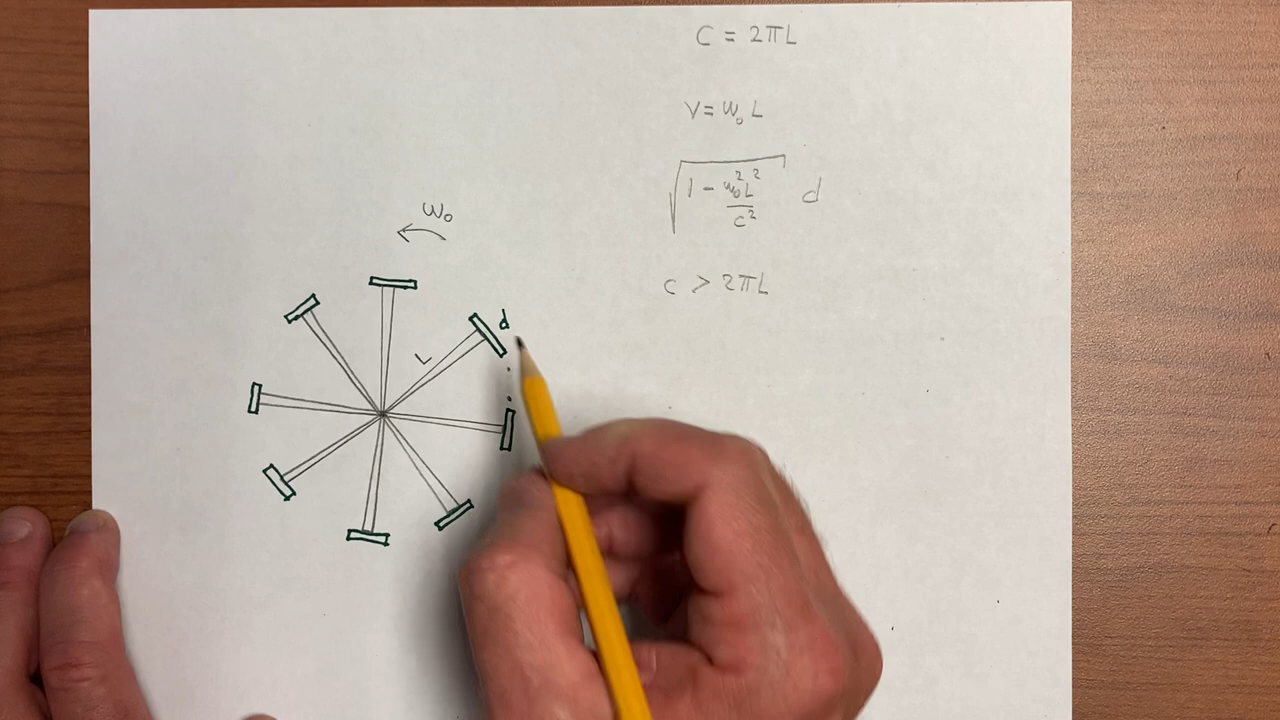 C = 2πL
V = ω₀L
√(1 - ω₀²L²/c²) d
C > 2πL
ω₀
d
L